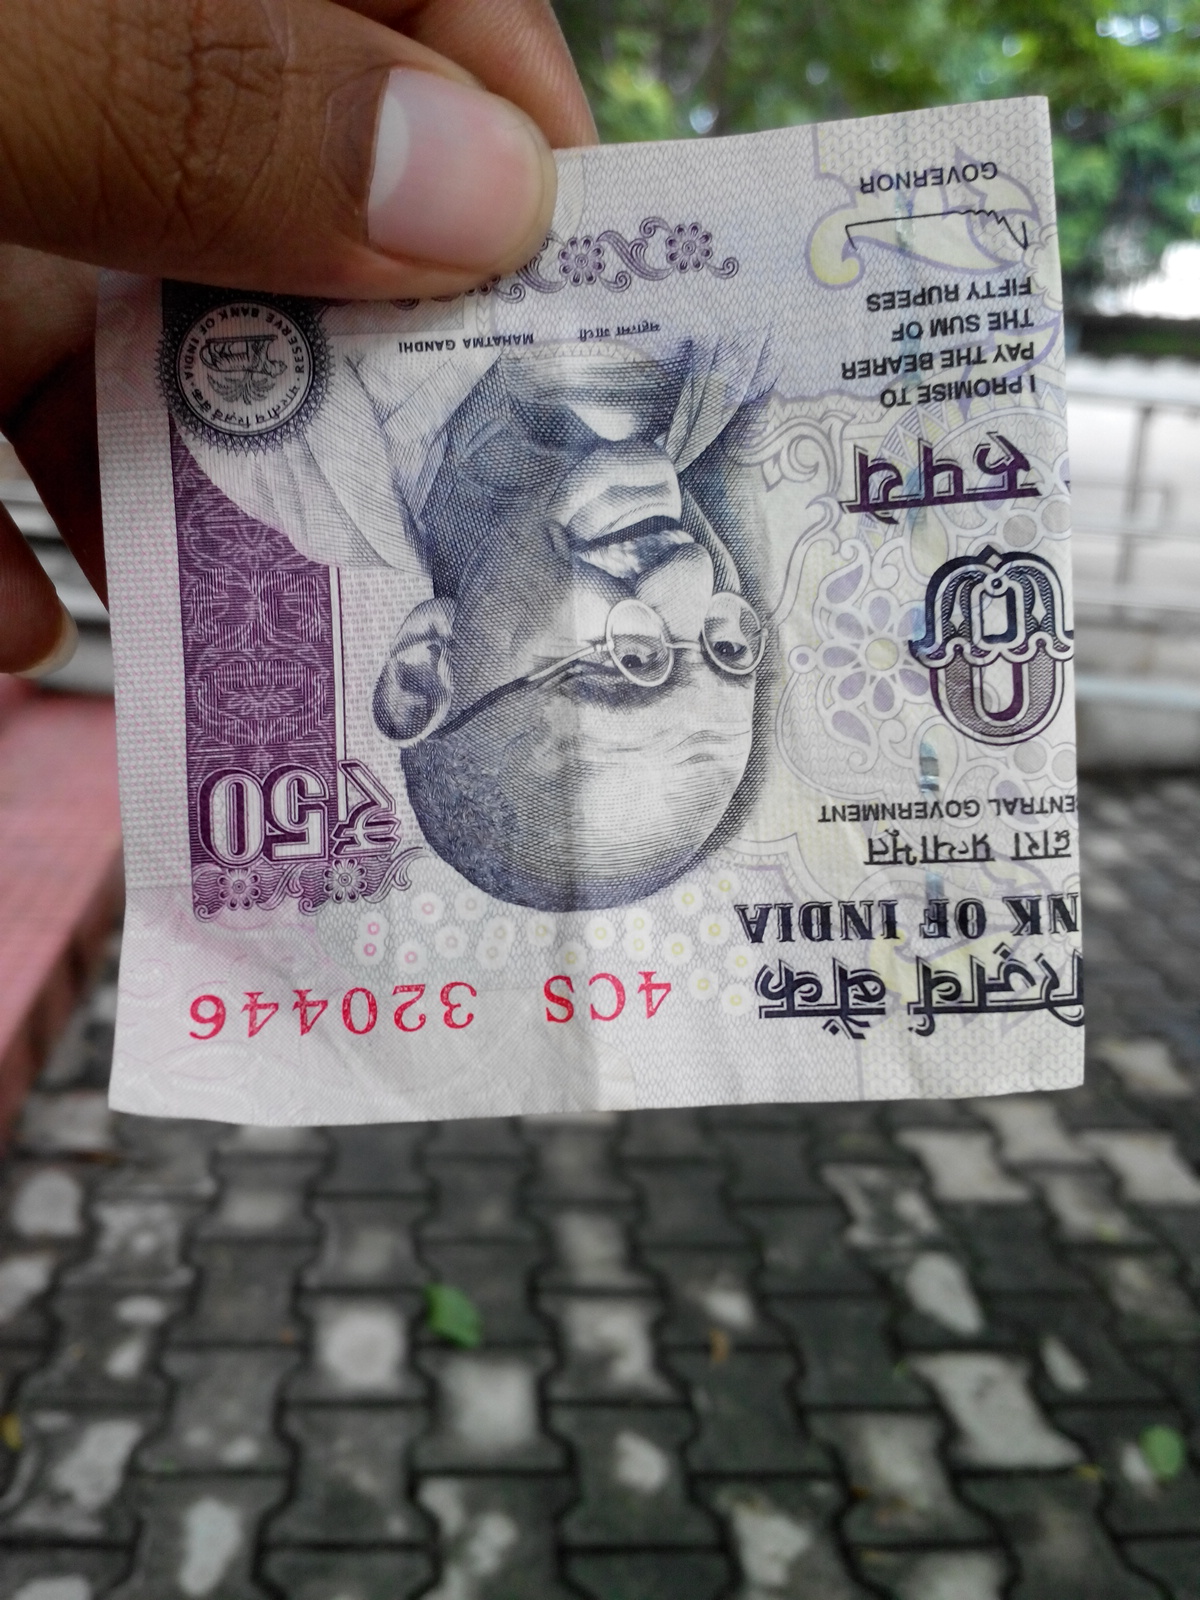 4CS 320446
रिज़र्व बैंक
NK OF INDIA
द्वारा प्रत्याभूत
ENTRAL GOVERNMENT
₹50
रुपये
I PROMISE TO
PAY THE BEARER
THE SUM OF
FIFTY RUPEES
GOVERNOR
महात्मा गांधी MAHATMA GANDHI
भारतीय रिज़र्व बैंक
RESERVE BANK OF INDIA